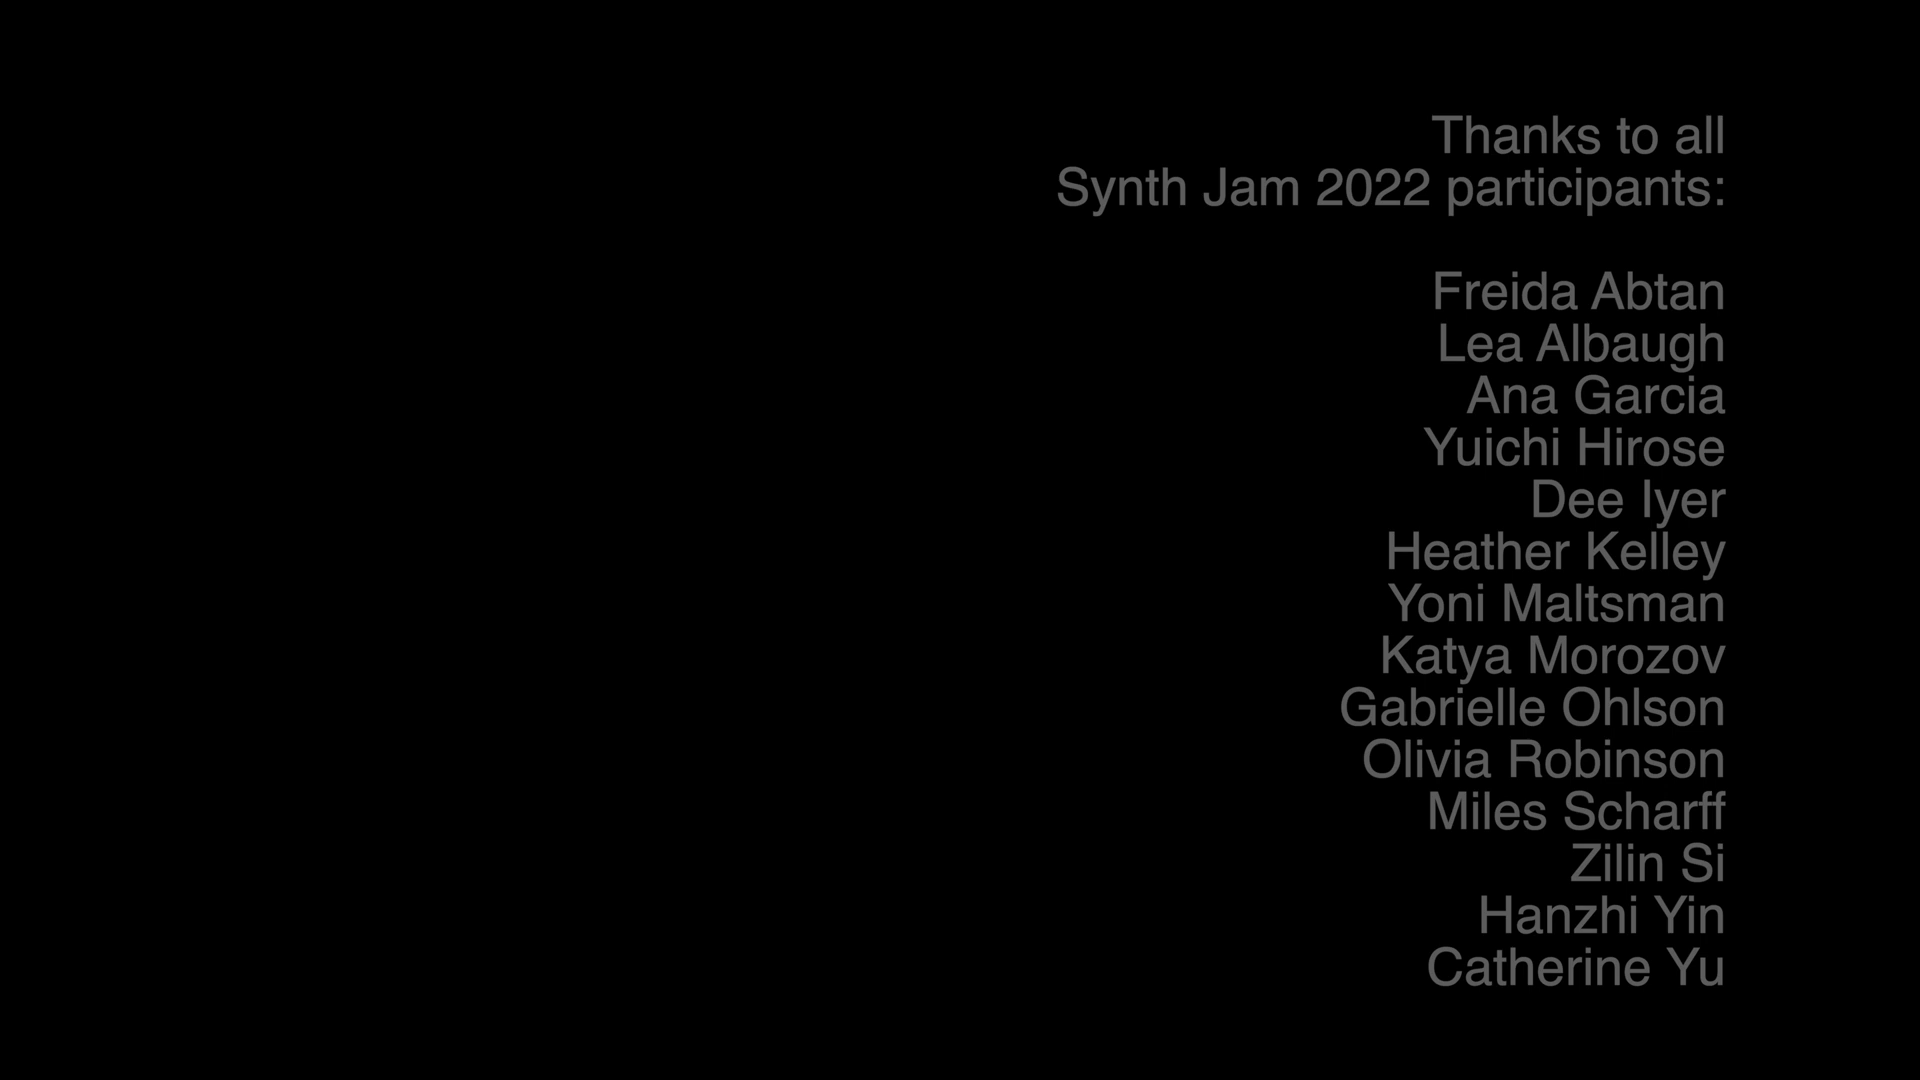 Thanks to all
Synth Jam 2022 participants:
Freida Abtan
Lea Albaugh
Ana Garcia
Yuichi Hirose
Dee Iyer
Heather Kelley
Yoni Maltsman
Katya Morozov
Gabrielle Ohlson
Olivia Robinson
Miles Scharff
Zilin Si
Hanzhi Yin
Catherine Yu